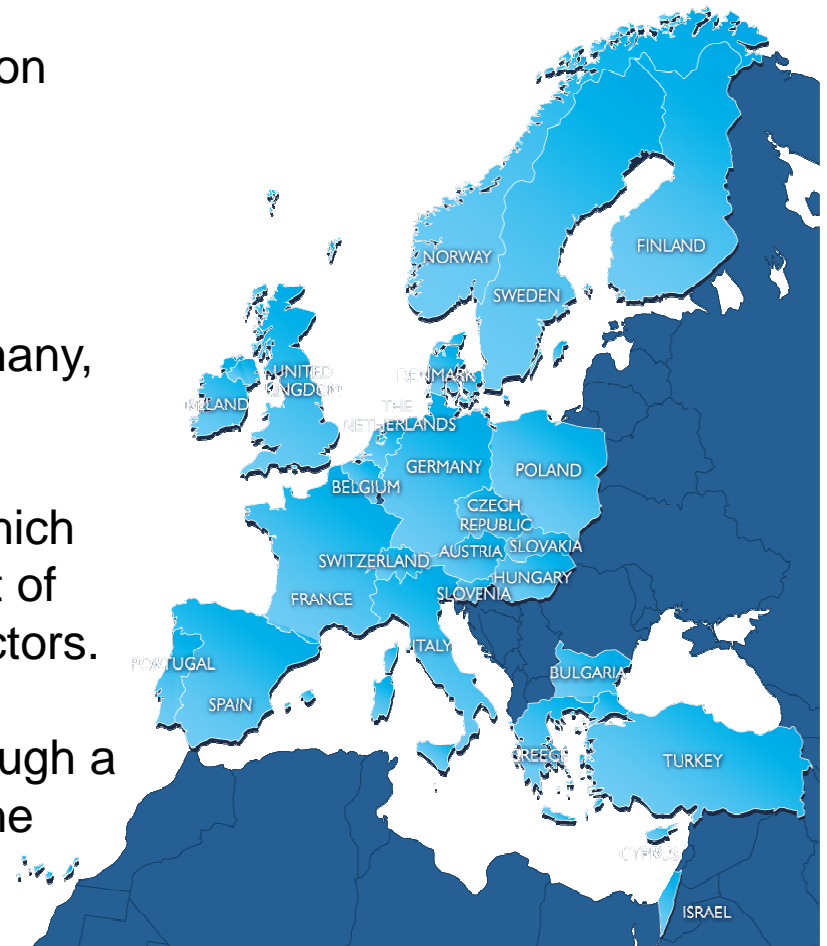 on
many,
hich
t of
ctors.
ough a
he
NORWAY
FINLAND
SWEDEN
UNITED
KINGDOM
DENMARK
IRELAND
THE
NETHERLANDS
GERMANY
POLAND
BELGIUM
CZECH
REPUBLIC
SWITZERLAND
AUSTRIA
SLOVAKIA
HUNGARY
FRANCE
SLOVENIA
ITALY
PORTUGAL
BULGARIA
SPAIN
GREECE
TURKEY
CYPRUS
ISRAEL